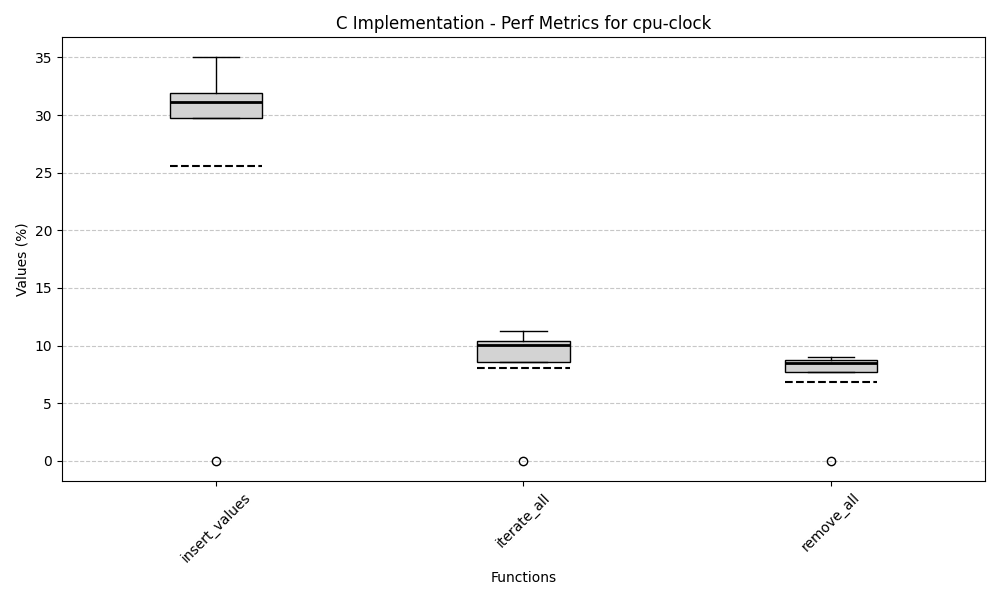 C Implementation - Perf Metrics for cpu-clock
Values (%)
35
30
25
20
15
10
5
0
insert_values
iterate_all
remove_all
Functions